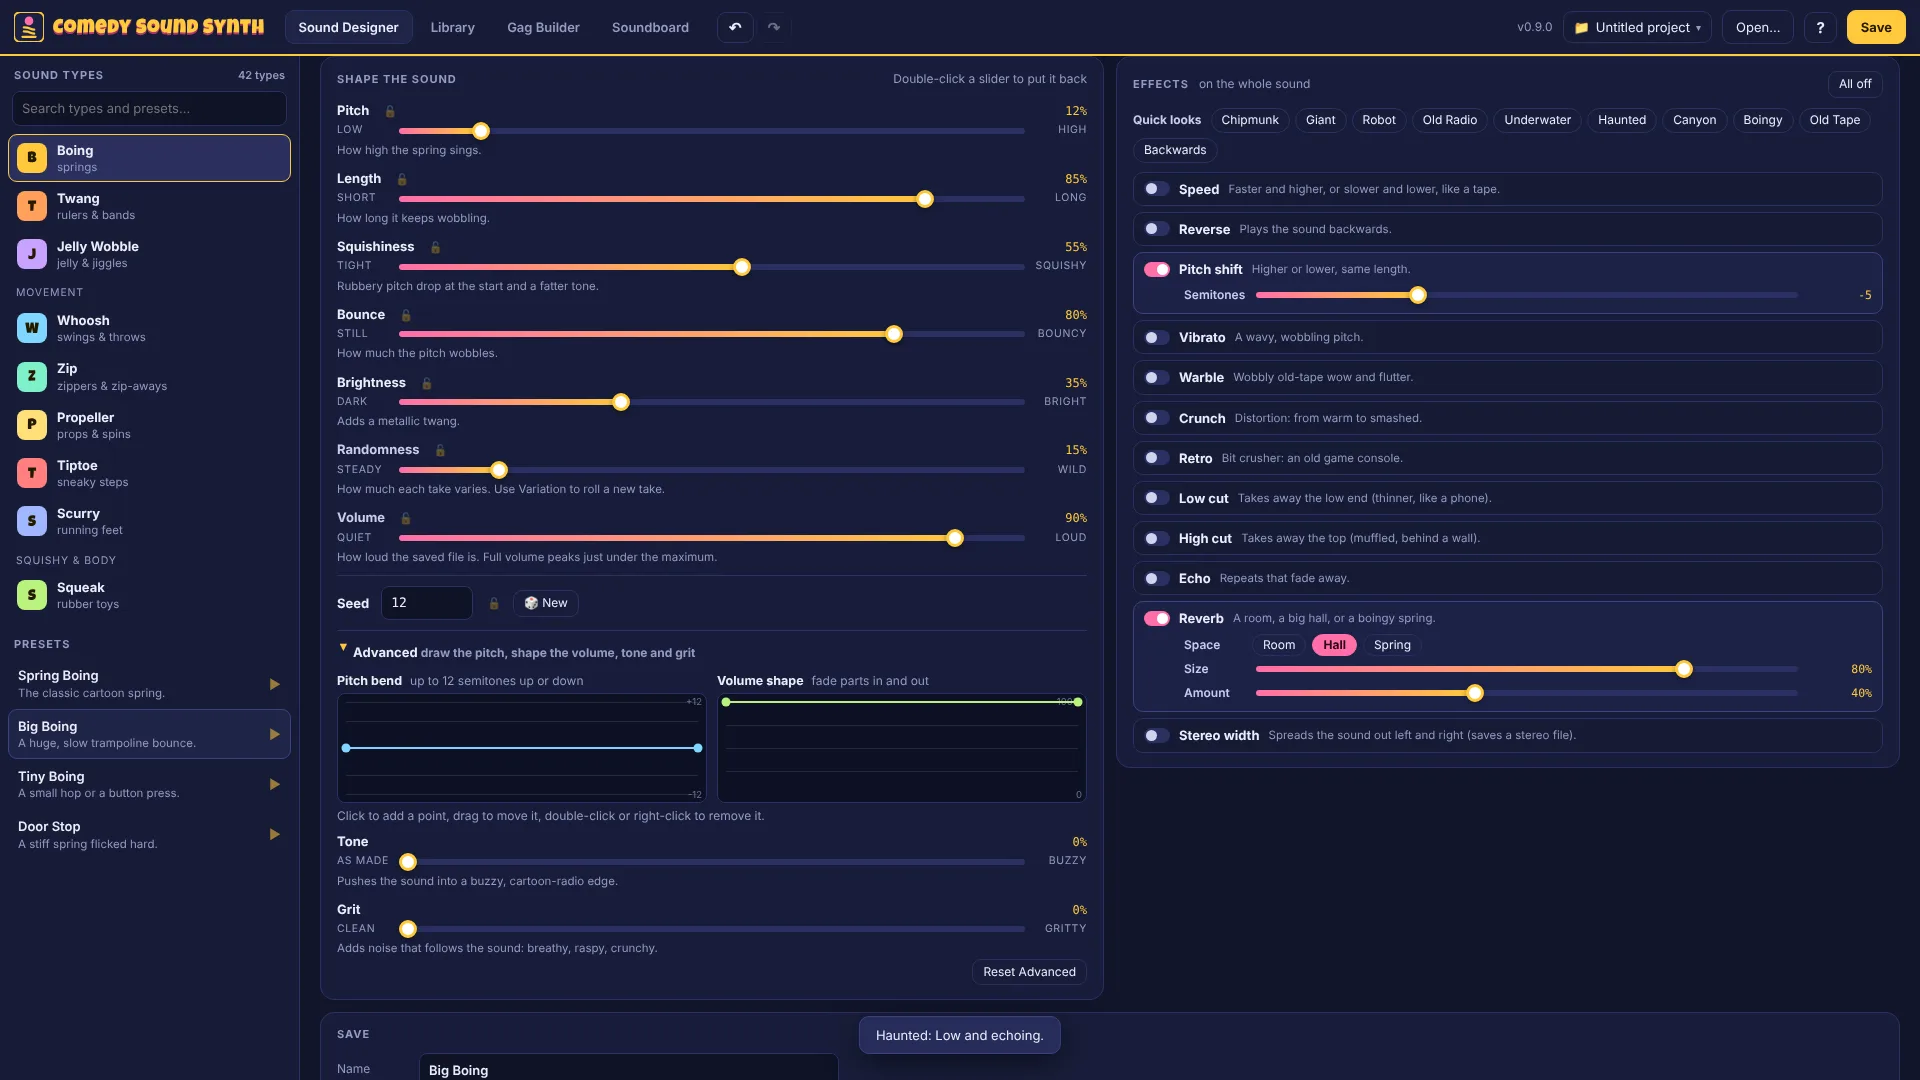 COMEDY SOUND SYNTH
Sound Designer
Library
Gag Builder
Soundboard
v0.9.0
Untitled project
Open...
?
Save
SOUND TYPES
42 types
Search types and presets...
B
Boing
springs
T
Twang
rulers & bands
J
Jelly Wobble
jelly & jiggles
MOVEMENT
W
Whoosh
swings & throws
Z
Zip
zippers & zip-aways
P
Propeller
props & spins
T
Tiptoe
sneaky steps
S
Scurry
running feet
SQUISHY & BODY
S
Squeak
rubber toys
PRESETS
Spring Boing
The classic cartoon spring.
Big Boing
A huge, slow trampoline bounce.
Tiny Boing
A small hop or a button press.
Door Stop
A stiff spring flicked hard.
SHAPE THE SOUND
Double-click a slider to put it back
Pitch
12%
LOW
HIGH
How high the spring sings.
Length
85%
SHORT
LONG
How long it keeps wobbling.
Squishiness
55%
TIGHT
SQUISHY
Rubbery pitch drop at the start and a fatter tone.
Bounce
80%
STILL
BOUNCY
How much the pitch wobbles.
Brightness
35%
DARK
BRIGHT
Adds a metallic twang.
Randomness
15%
STEADY
WILD
How much each take varies. Use Variation to roll a new take.
Volume
90%
QUIET
LOUD
How loud the saved file is. Full volume peaks just under the maximum.
Seed
12
New
Advanced draw the pitch, shape the volume, tone and grit
Pitch bend up to 12 semitones up or down
+12
-12
Volume shape fade parts in and out
100
0
Click to add a point, drag to move it, double-click or right-click to remove it.
Tone
0%
AS MADE
BUZZY
Pushes the sound into a buzzy, cartoon-radio edge.
Grit
0%
CLEAN
GRITTY
Adds noise that follows the sound: breathy, raspy, crunchy.
Reset Advanced
EFFECTS on the whole sound
All off
Quick looks
Chipmunk
Giant
Robot
Old Radio
Underwater
Haunted
Canyon
Boingy
Old Tape
Backwards
Speed Faster and higher, or slower and lower, like a tape.
Reverse Plays the sound backwards.
Pitch shift Higher or lower, same length.
Semitones
-5
Vibrato A wavy, wobbling pitch.
Warble Wobbly old-tape wow and flutter.
Crunch Distortion: from warm to smashed.
Retro Bit crusher: an old game console.
Low cut Takes away the low end (thinner, like a phone).
High cut Takes away the top (muffled, behind a wall).
Echo Repeats that fade away.
Reverb A room, a big hall, or a boingy spring.
Space
Room
Hall
Spring
Size
80%
Amount
40%
Stereo width Spreads the sound out left and right (saves a stereo file).
SAVE
Name
Big Boing
Haunted: Low and echoing.